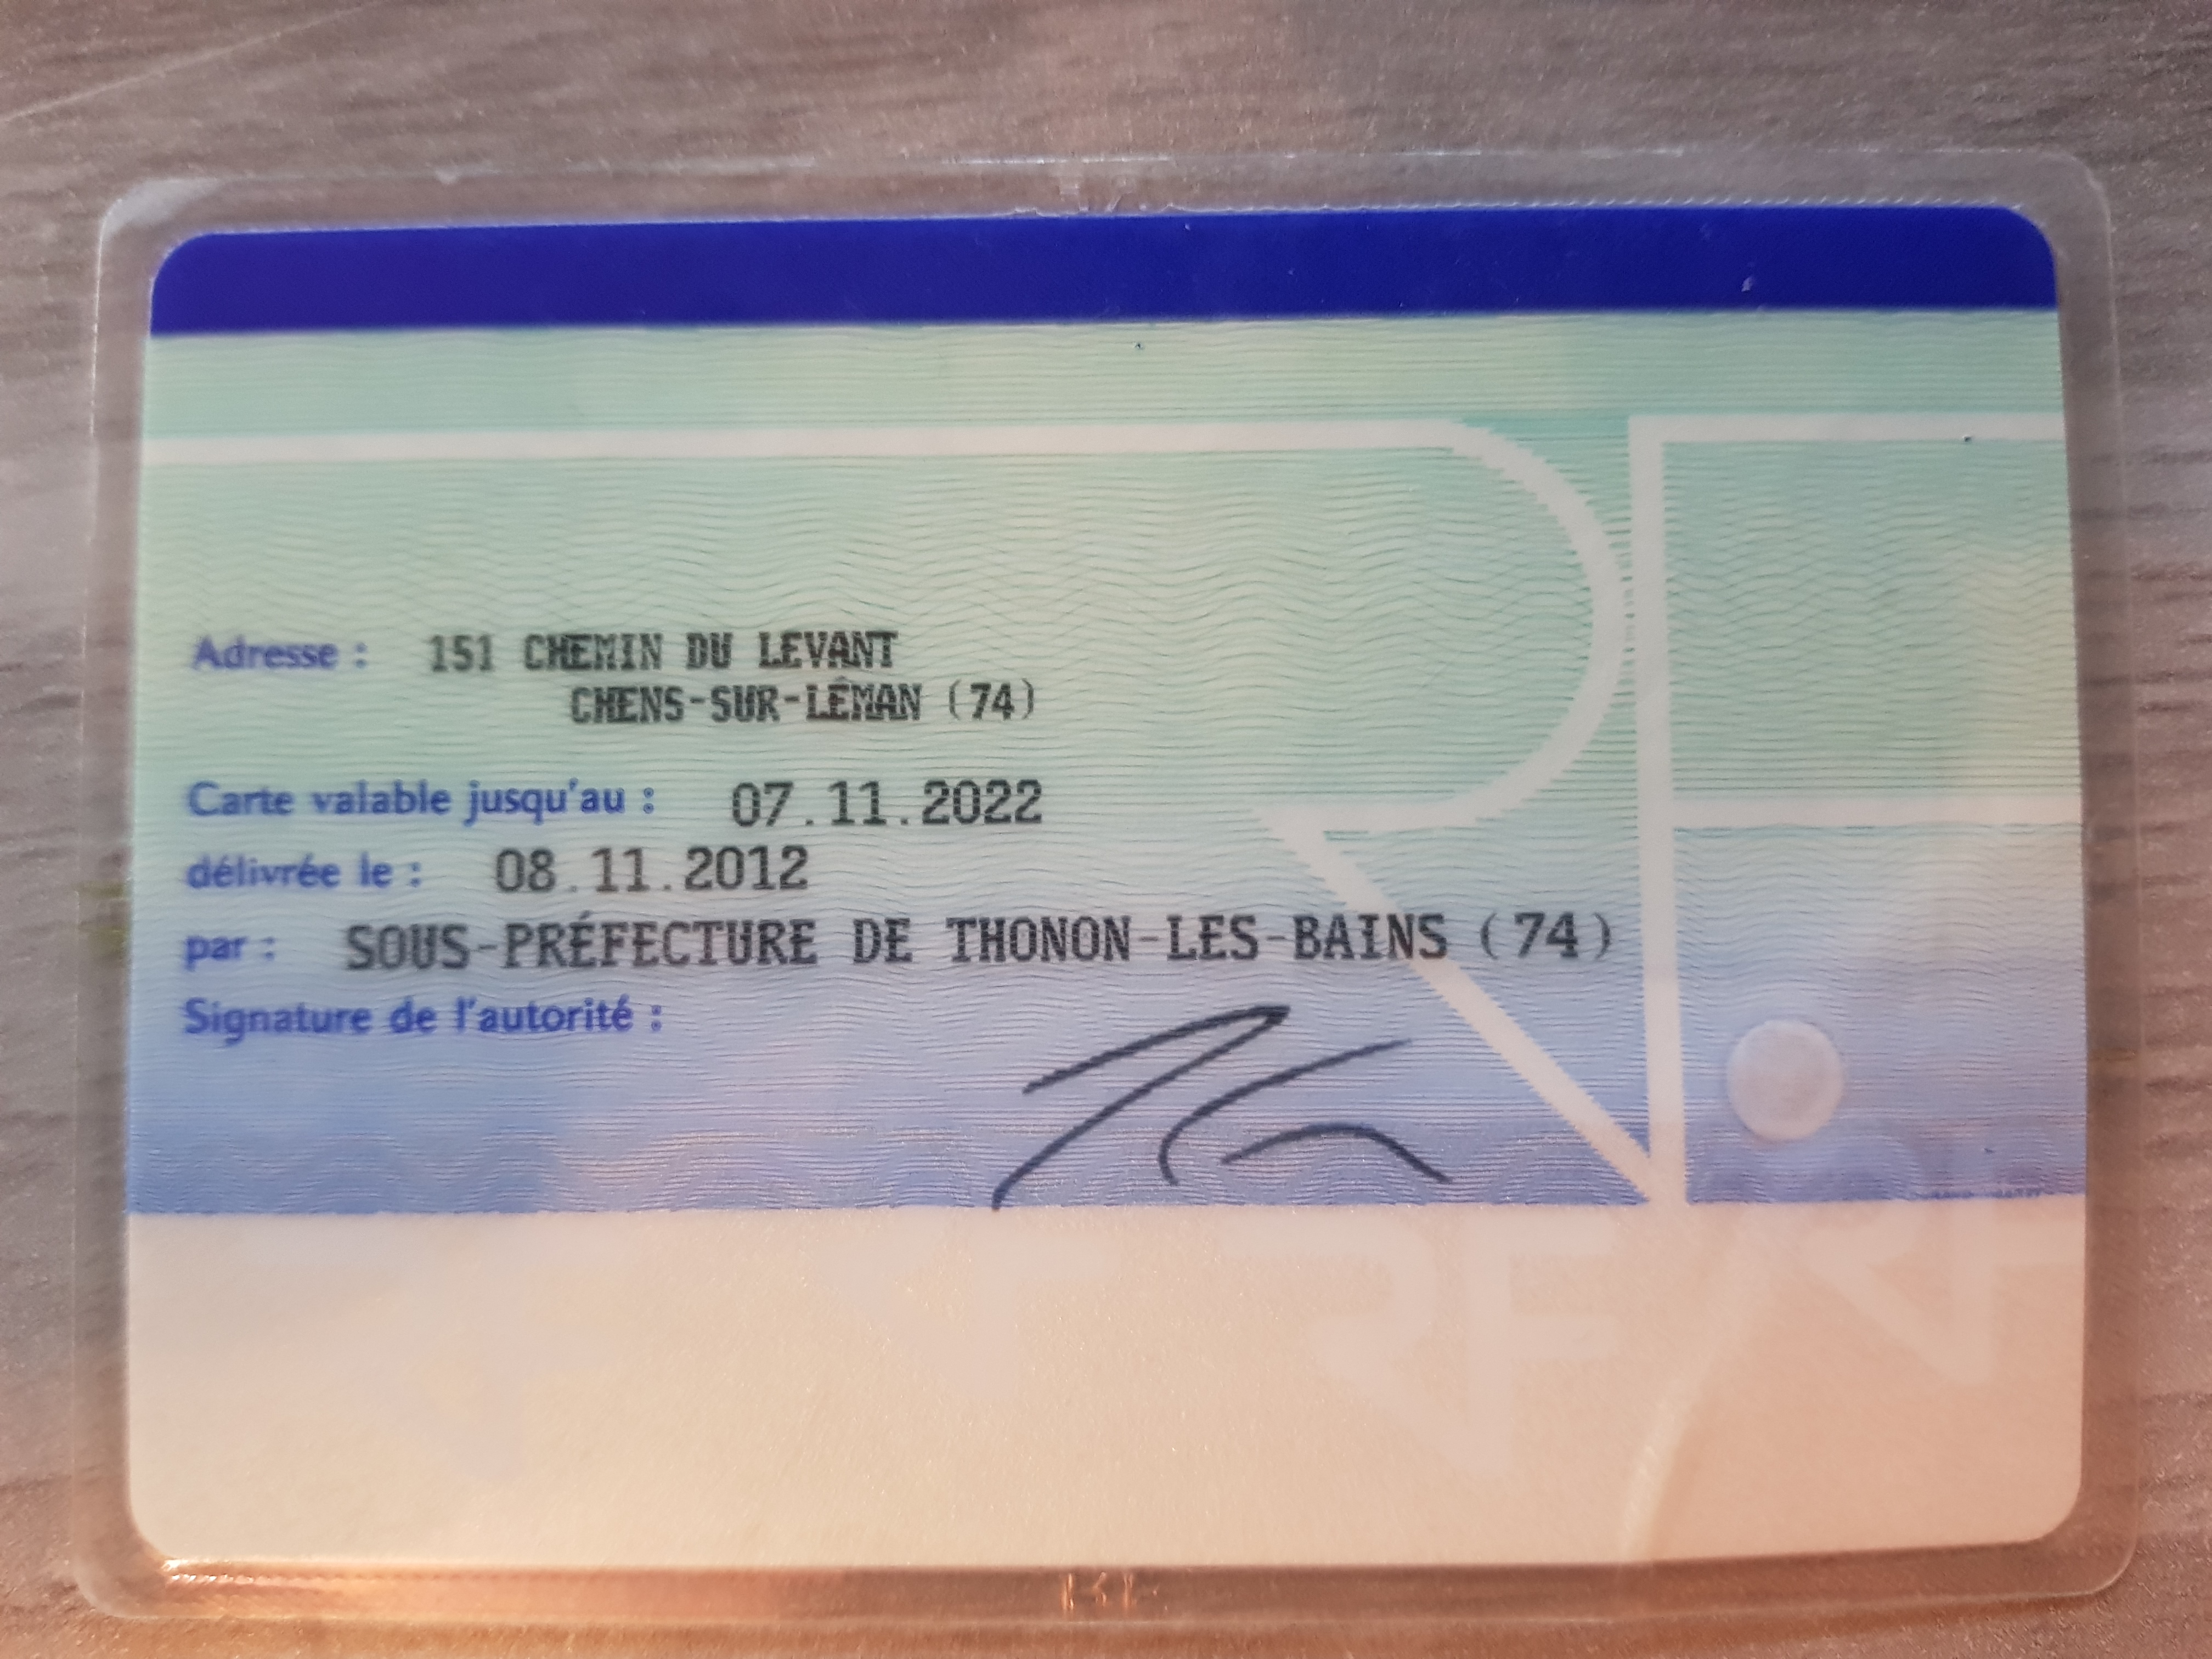 Adresse : 151 CHEMIN DU LEVANT
CHENS-SUR-LÉMAN (74)
Carte valable jusqu'au : 07.11.2022
délivrée le : 08.11.2012
par : SOUS-PRÉFECTURE DE THONON-LES-BAINS (74)
Signature de l'autorité :
RF